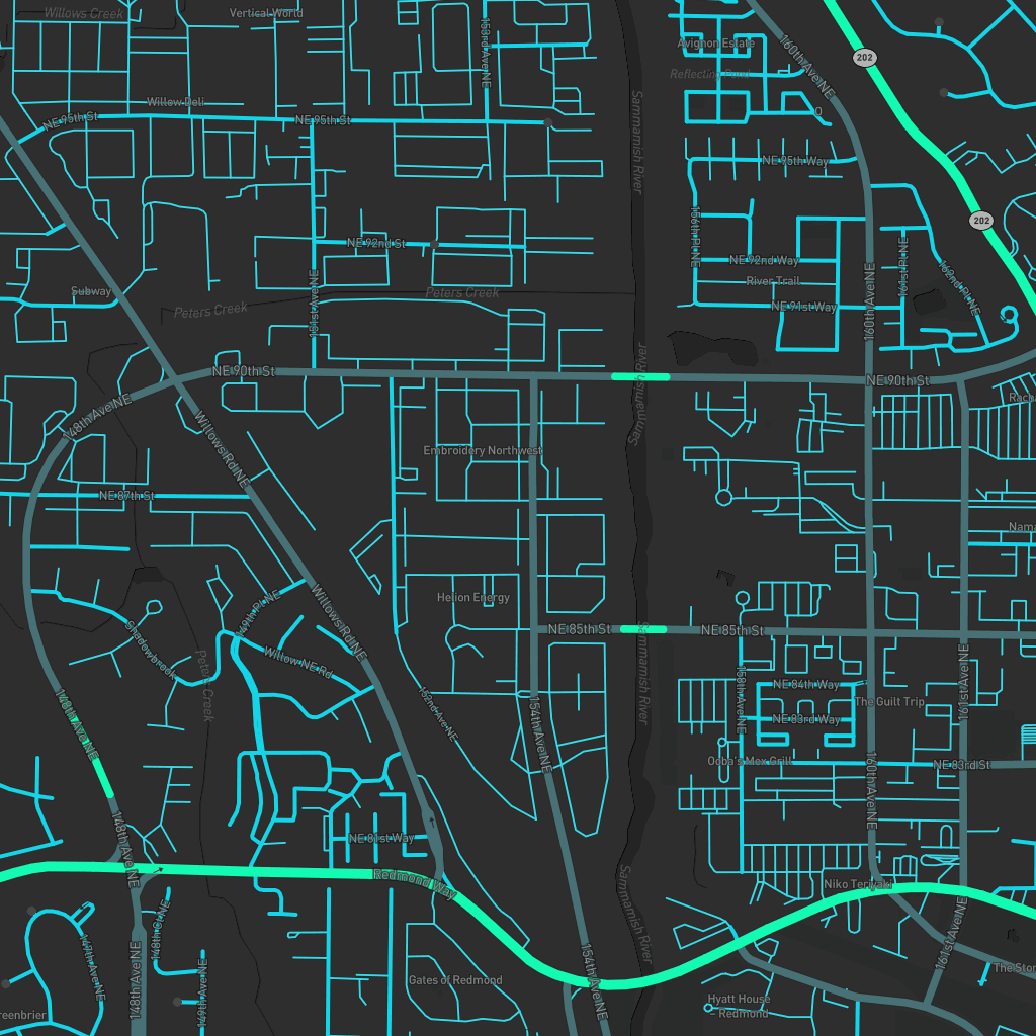 Willows Creek
Vertical World
153rd Ave NE
Avignon Estate
160th Ave NE
202
Reflecting Pond
Willow Deli
NE 95th St
NE 95th St
Sammamish River
NE 95th Way
202
156th Pl NE
NE 92nd St
161st Pl NE
NE 92nd Way
162nd Pl NE
River Trail
Subway
151st Ave NE
Peters Creek
160th Ave NE
Peters Creek
NE 91st Way
NE 90th St
NE 90th St
Sammamish River
148th Ave NE
Willows Rd NE
Embroidery Northwest
NE 87th St
Nama
Helion Energy
149th Pl NE
Willows Rd NE
NE 85th St
NE 85th St
Shadowbrook
Willow NE Rd
Peters Creek
Sammamish River
158th Ave NE
NE 84th Way
161st Ave NE
148th Ave NE
152nd Ave NE
154th Ave NE
The Guilt Trip
NE 83rd Way
Ooba's Mex Grill
NE 83rd St
160th Ave NE
148th Ave NE
NE 81st Way
Redmond Way
Niko Teriyaki
Sammamish River
148th Ct NE
161st Ave NE
147th Ave NE
148th Ave NE
149th Ave NE
Gates of Redmond
154th Ave NE
The Stor
Hyatt House
- Redmond
reenbrier